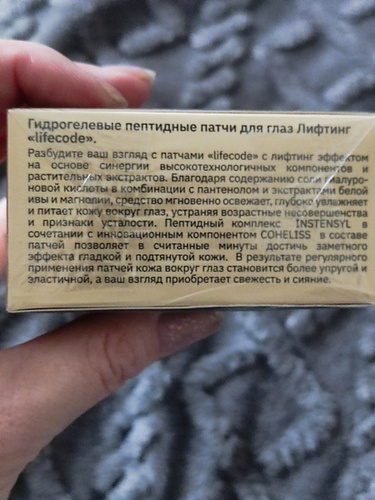 Гидрогелевые пептидные патчи для глаз Лифтинг
«lifecode».
Разбудите ваш взгляд с патчами «lifecode» с лифтинг эффектом
на основе синергии высокотехнологичных компонентов и
растительных экстрактов. Благодаря содержанию соли гиалуро-
новой кислоты в комбинации с пантенолом и экстрактами белой
ивы и магнолии, средство мгновенно освежает, глубоко увлажняет
и питает кожу вокруг глаз, устраняя возрастные несовершенства
и признаки усталости. Пептидный комплекс INSTENSYL в
сочетании с инновационным компонентом COHELISS в составе
патчей позволяет в считанные минуты достичь заметного
эффекта гладкой и подтянутой кожи. В результате регулярного
применения патчей кожа вокруг глаз становится более упругой и
эластичной, а ваш взгляд приобретает свежесть и сияние.